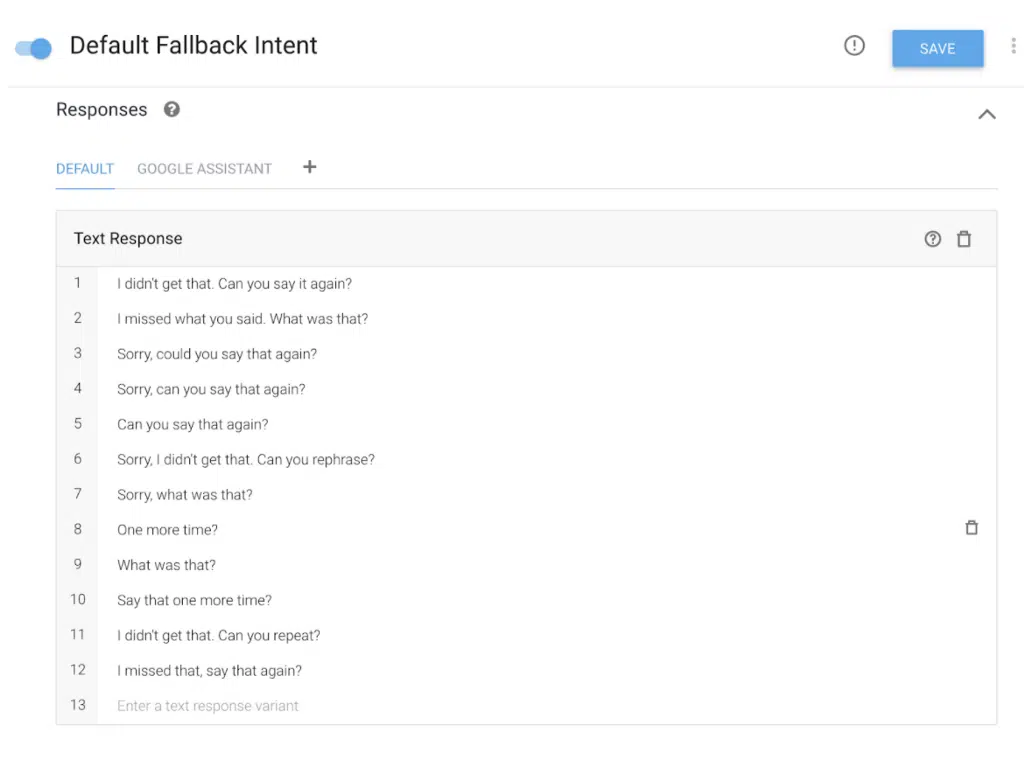 Default Fallback Intent
SAVE
Responses
DEFAULT GOOGLE ASSISTANT +
Text Response
1 I didn't get that. Can you say it again?
2 I missed what you said. What was that?
3 Sorry, could you say that again?
4 Sorry, can you say that again?
5 Can you say that again?
6 Sorry, I didn't get that. Can you rephrase?
7 Sorry, what was that?
8 One more time?
9 What was that?
10 Say that one more time?
11 I didn't get that. Can you repeat?
12 I missed that, say that again?
13 Enter a text response variant